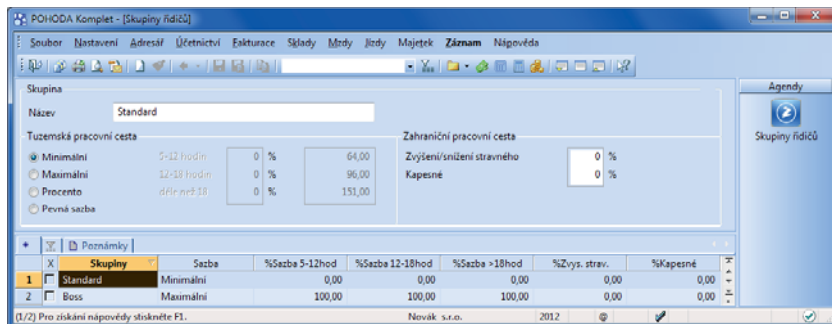 POHODA Komplet - [Skupiny řidičů]
Soubor Nastavení Adresář Účetnictví Fakturace Sklady Mzdy Jízdy Majetek Záznam Nápověda
Skupina
Název Standard
Tuzemská pracovní cesta
Minimální 5-12 hodin 0 % 64,00
Maximální 12-18 hodin 0 % 96,00
Procento déle než 18 0 % 151,00
Pevná sazba
Zahraniční pracovní cesta
Zvýšení/snížení stravného 0 %
Kapesné 0 %
Agendy
Skupiny řidičů
Poznámky
X Skupiny Sazba %Sazba 5-12hod %Sazba 12-18hod %Sazba >18hod %Zvys. strav. %Kapesné
1 Standard Minimální 0,00 0,00 0,00 0,00 0,00
2 Boss Maximální 100,00 100,00 100,00 0,00 0,00
(1/2) Pro získání nápovědy stiskněte F1. Novák s.r.o. 2012 @